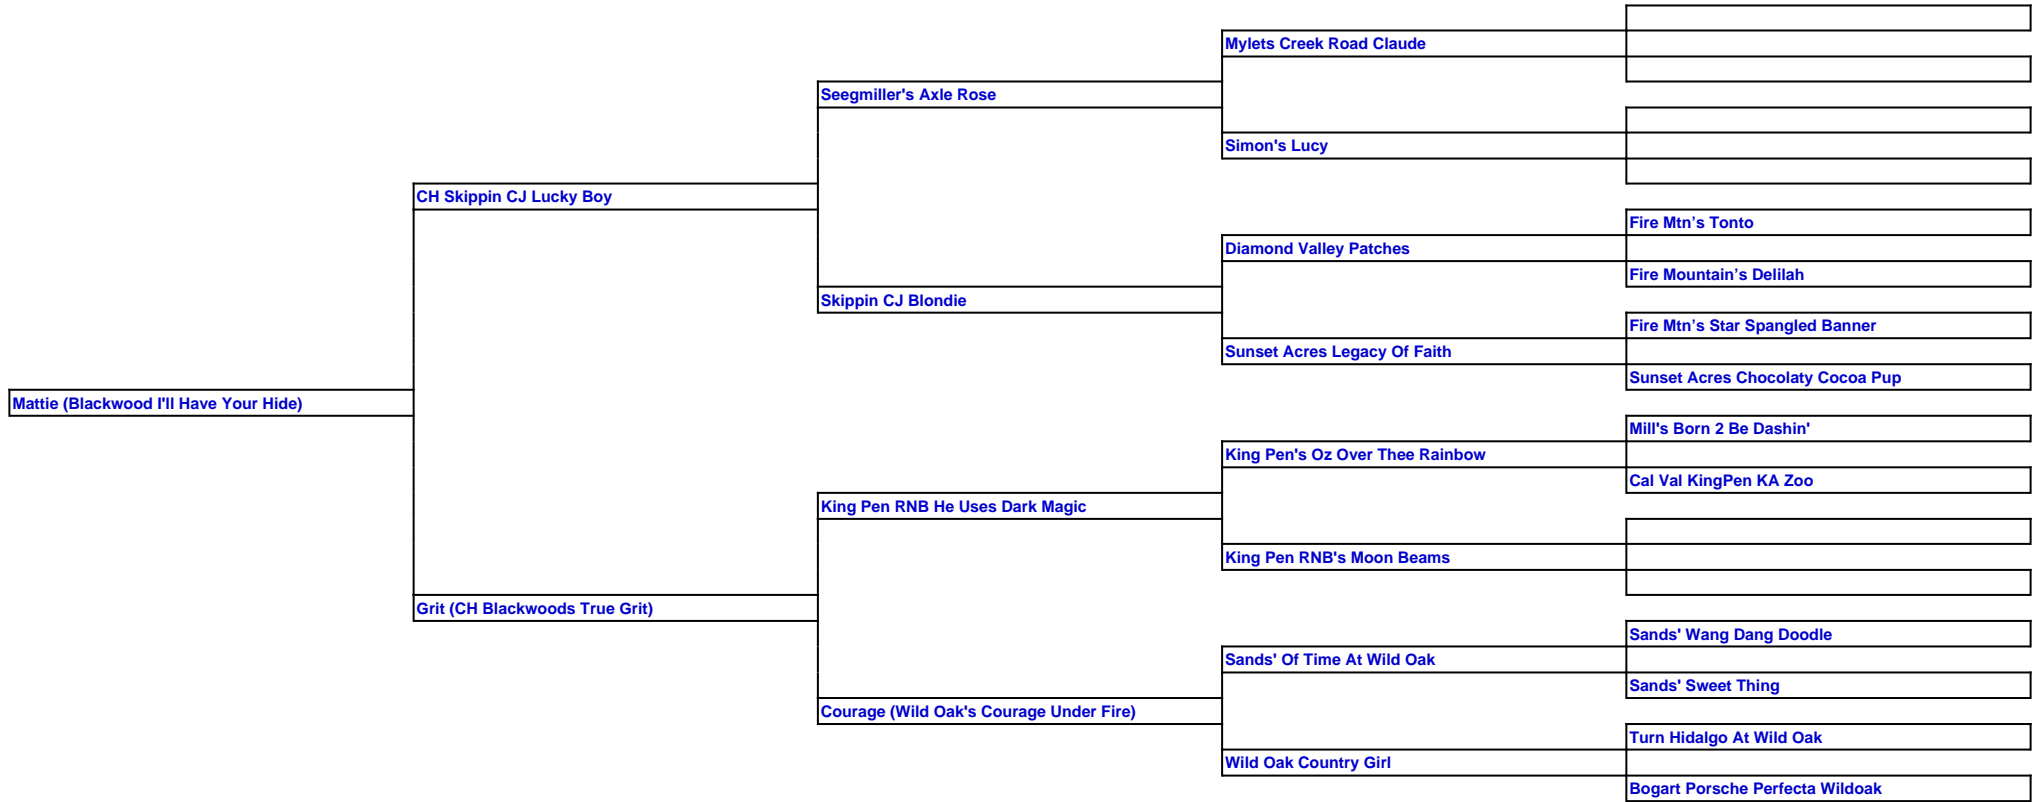 Mylets Creek Road Claude
Seegmiller's Axle Rose
Simon's Lucy
CH Skippin CJ Lucky Boy
Fire Mtn’s Tonto
Diamond Valley Patches
Fire Mountain’s Delilah
Skippin CJ Blondie
Fire Mtn’s Star Spangled Banner
Sunset Acres Legacy Of Faith
Sunset Acres Chocolaty Cocoa Pup
Mattie (Blackwood I'll Have Your Hide)
Mill's Born 2 Be Dashin'
King Pen's Oz Over Thee Rainbow
Cal Val KingPen KA Zoo
King Pen RNB He Uses Dark Magic
King Pen RNB's Moon Beams
Grit (CH Blackwoods True Grit)
Sands' Wang Dang Doodle
Sands' Of Time At Wild Oak
Sands' Sweet Thing
Courage (Wild Oak's Courage Under Fire)
Turn Hidalgo At Wild Oak
Wild Oak Country Girl
Bogart Porsche Perfecta Wildoak